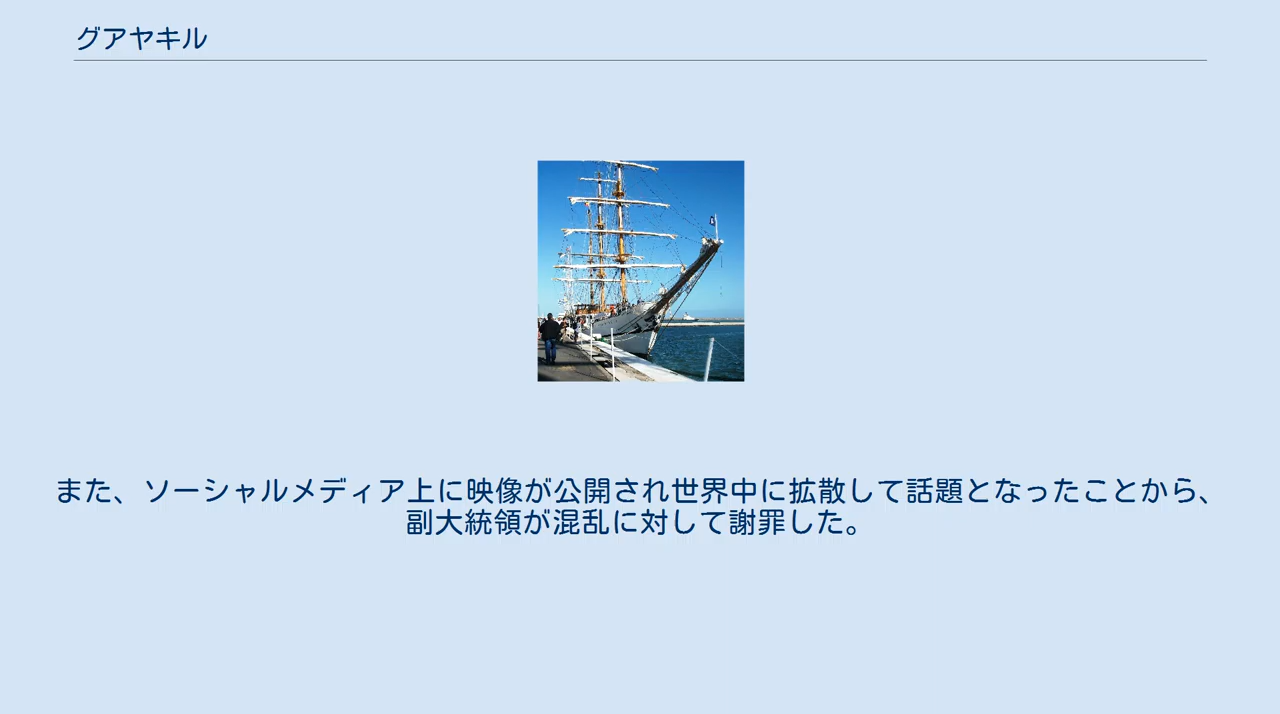 グアヤキル
また、ソーシャルメディア上に映像が公開され世界中に拡散して話題となったことから、
副大統領が混乱に対して謝罪した。